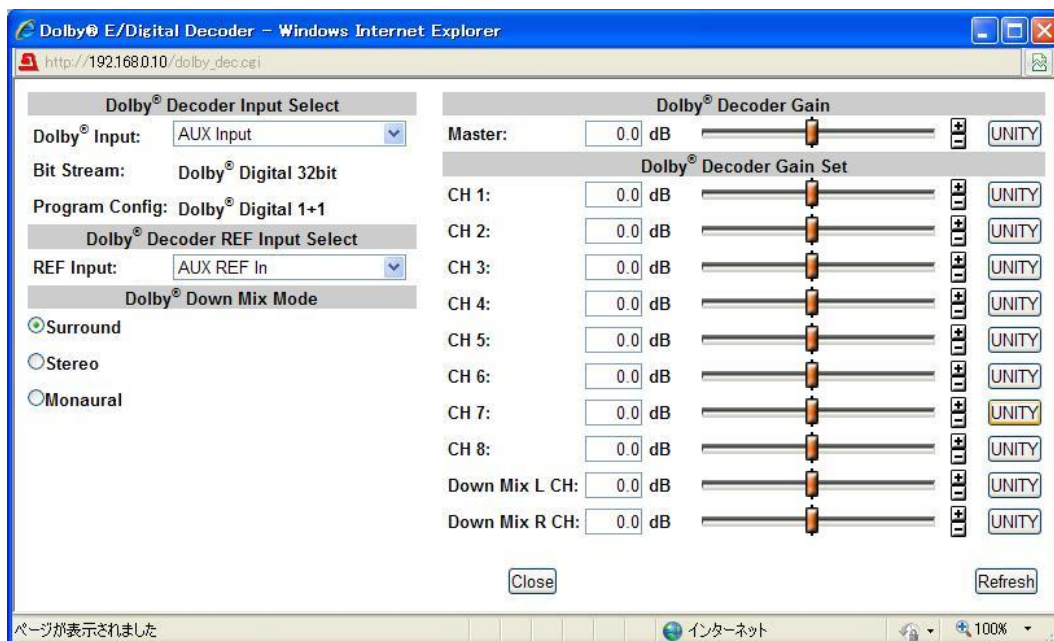 Dolby® E/Digital Decoder - Windows Internet Explorer
http://192.168.0.10/dolby_dec.cgi
Dolby® Decoder Input Select
Dolby® Input: AUX Input
Bit Stream: Dolby® Digital 32bit
Program Config: Dolby® Digital 1+1
Dolby® Decoder REF Input Select
REF Input: AUX REF In
Dolby® Down Mix Mode
Surround
Stereo
Monaural
Dolby® Decoder Gain
Master: 0.0 dB + - UNITY
Dolby® Decoder Gain Set
CH 1: 0.0 dB + - UNITY
CH 2: 0.0 dB + - UNITY
CH 3: 0.0 dB + - UNITY
CH 4: 0.0 dB + - UNITY
CH 5: 0.0 dB + - UNITY
CH 6: 0.0 dB + - UNITY
CH 7: 0.0 dB + - UNITY
CH 8: 0.0 dB + - UNITY
Down Mix L CH: 0.0 dB + - UNITY
Down Mix R CH: 0.0 dB + - UNITY
Close Refresh
ページが表示されました インターネット 100%